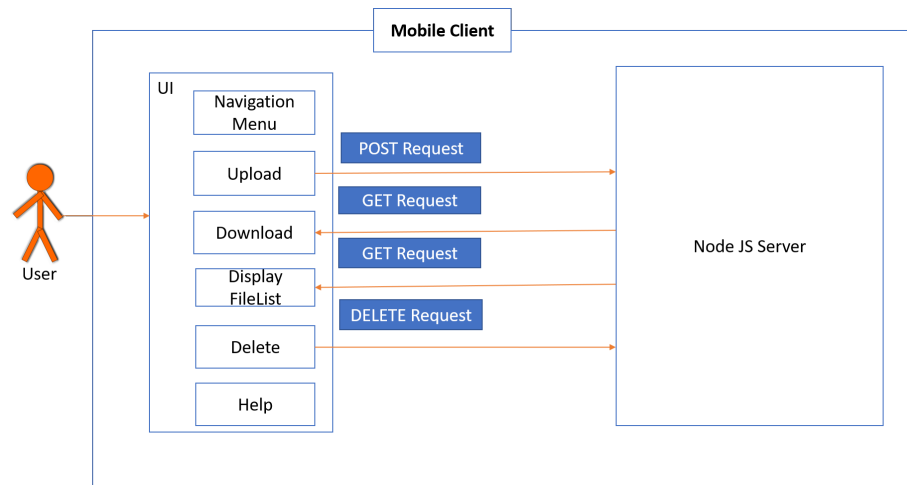 Mobile Client
UI
Navigation
Menu
POST Request
Upload
GET Request
Download
Node JS Server
GET Request
User
Display
FileList
DELETE Request
Delete
Help